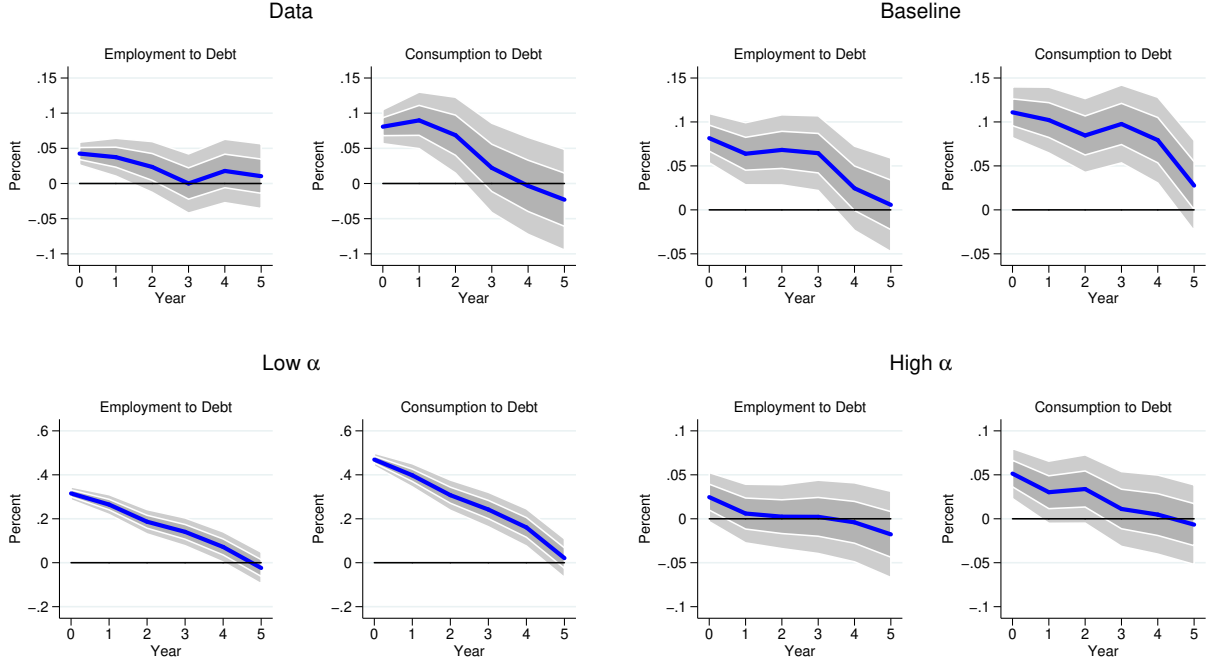 Data
Employment to Debt
.15
.1
.05
0
−.05
−.1
Percent
0 1 2 3 4 5
Year
Consumption to Debt
.15
.1
.05
0
−.05
−.1
Percent
0 1 2 3 4 5
Year
Baseline
Employment to Debt
.15
.1
.05
0
−.05
Percent
0 1 2 3 4 5
Year
Consumption to Debt
.15
.1
.05
0
−.05
Percent
0 1 2 3 4 5
Year
Low α
Employment to Debt
.6
.4
.2
0
−.2
Percent
0 1 2 3 4 5
Year
Consumption to Debt
.6
.4
.2
0
−.2
Percent
0 1 2 3 4 5
Year
High α
Employment to Debt
.1
.05
0
−.05
−.1
Percent
0 1 2 3 4 5
Year
Consumption to Debt
.1
.05
0
−.05
−.1
Percent
0 1 2 3 4 5
Year